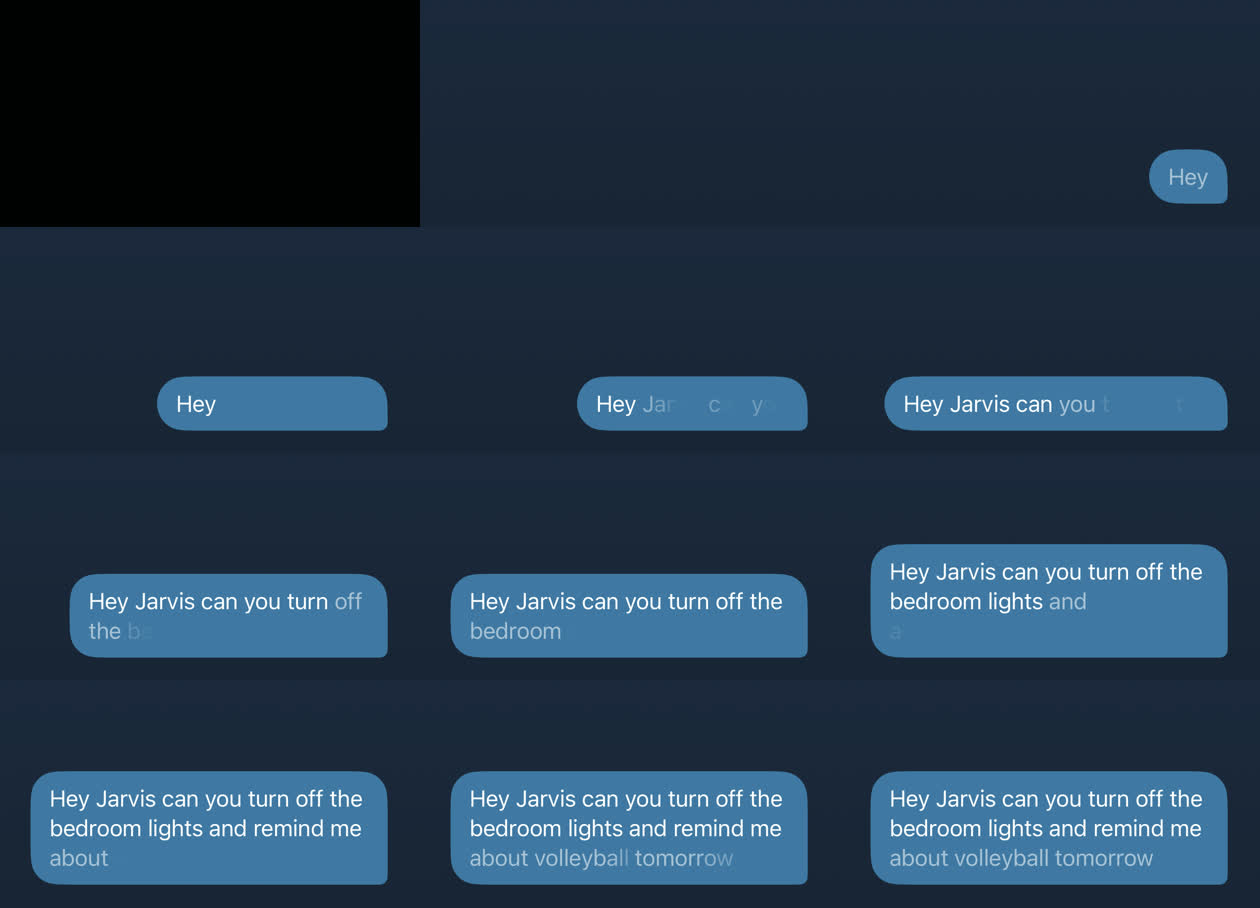 Hey
Hey
Hey Jar c yo
Hey Jarvis can you t t
Hey Jarvis can you turn off
the be
Hey Jarvis can you turn off the
bedroom
Hey Jarvis can you turn off the
bedroom lights and
a
Hey Jarvis can you turn off the
bedroom lights and remind me
about
Hey Jarvis can you turn off the
bedroom lights and remind me
about volleyball tomorrow
Hey Jarvis can you turn off the
bedroom lights and remind me
about volleyball tomorrow